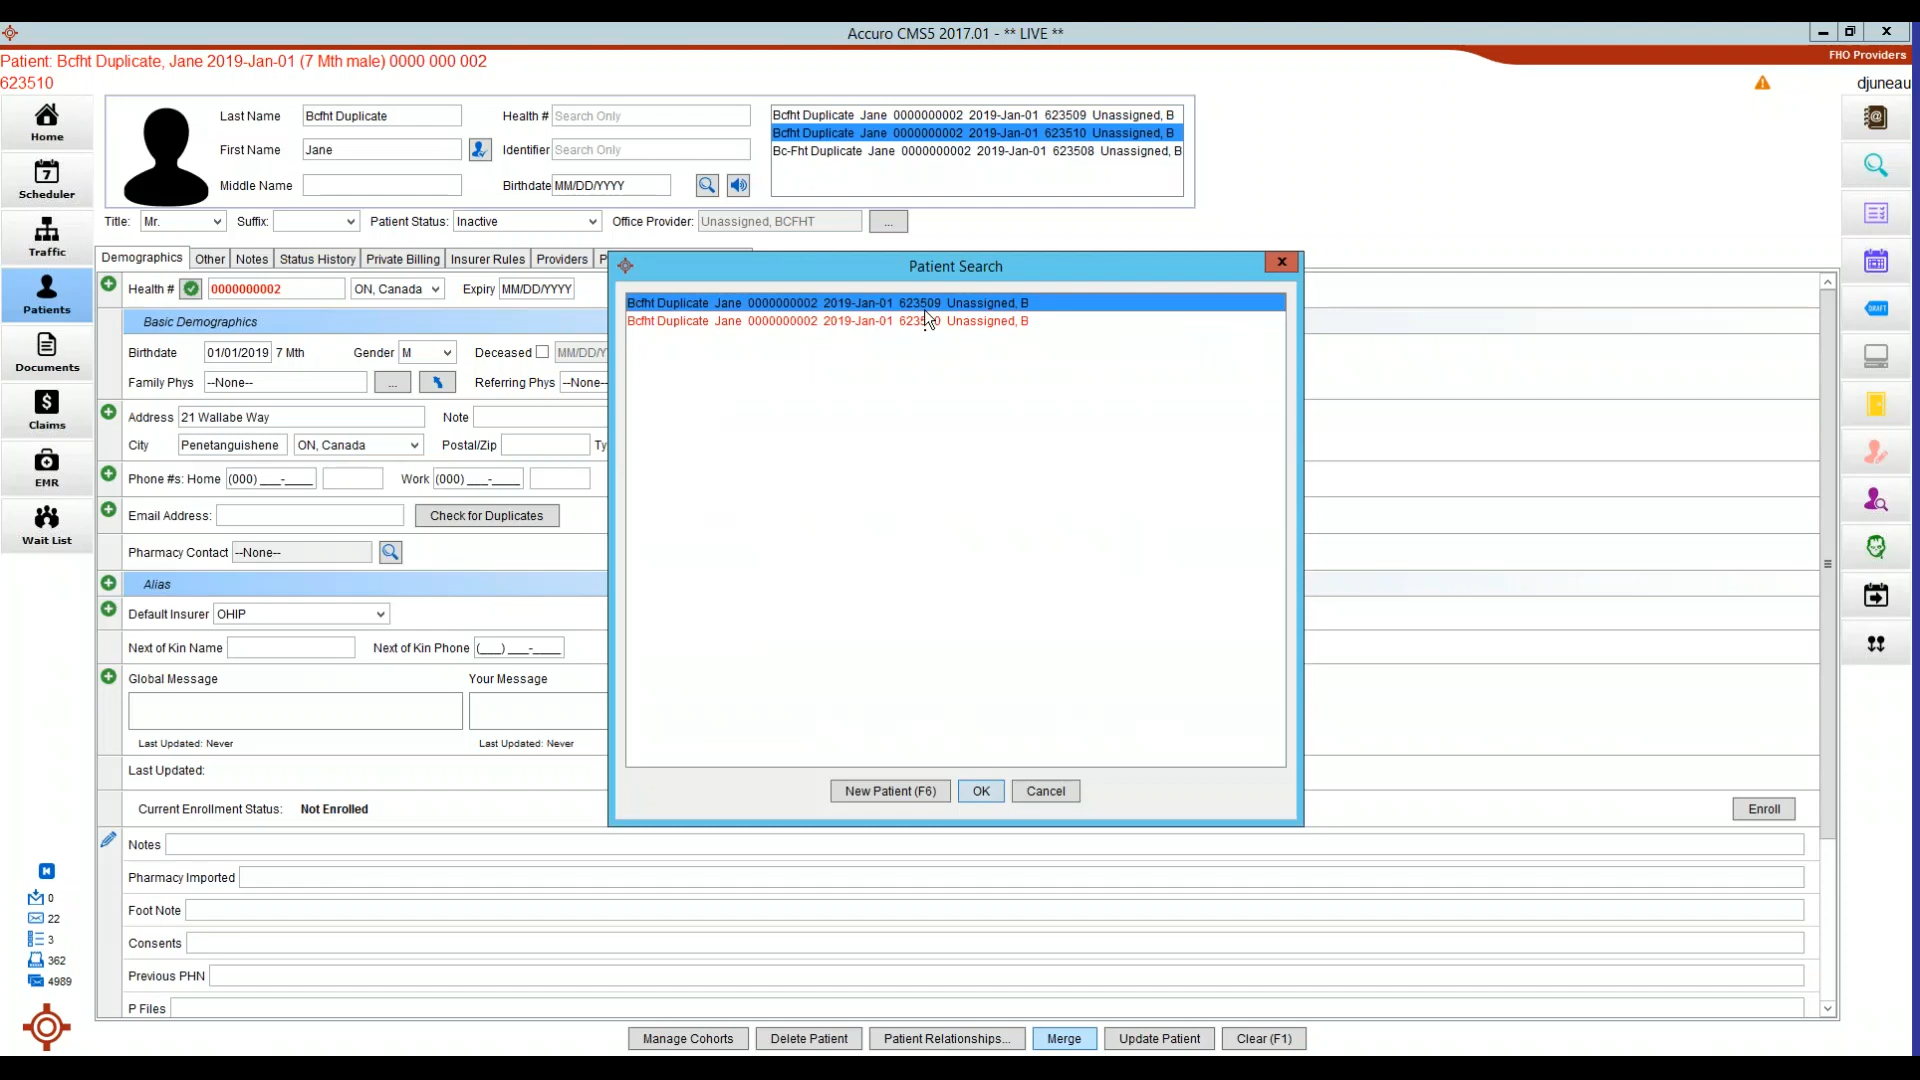 Accuro CMS5 2017.01 - ** LIVE **
FHO Providers
Patient: Bcfht Duplicate, Jane 2019-Jan-01 (7 Mth male) 0000 000 002
623510
djuneau
Home
Scheduler
7
Traffic
Patients
Documents
Claims
EMR
Wait List
0
22
3
362
4989
Last Name Bcfht Duplicate Health # Search Only
First Name Jane Identifier Search Only
Middle Name Birthdate MM/DD/YYYY
Bcfht Duplicate Jane 0000000002 2019-Jan-01 623509 Unassigned, B
Bcfht Duplicate Jane 0000000002 2019-Jan-01 623510 Unassigned, B
Bc-Fht Duplicate Jane 0000000002 2019-Jan-01 623508 Unassigned, B
Title: Mr. Suffix: Patient Status: Inactive Office Provider: Unassigned, BCFHT ...
Demographics Other Notes Status History Private Billing Insurer Rules Providers P
Health # 0000000002 ON, Canada Expiry MM/DD/YYYY
Basic Demographics
Birthdate 01/01/2019 7 Mth Gender M Deceased MM/DD/Y
Family Phys --None-- ... Referring Phys --None--
Address 21 Wallabe Way Note
City Penetanguishene ON, Canada Postal/Zip Ty
Phone #s: Home (000) ___-____ Work (000) ___-____
Email Address: Check for Duplicates
Pharmacy Contact --None--
Alias
Default Insurer OHIP
Next of Kin Name Next of Kin Phone (___) ___-____
Global Message Your Message
Last Updated: Never Last Updated: Never
Last Updated:
Current Enrollment Status: Not Enrolled Enroll
Notes
Pharmacy Imported
Foot Note
Consents
Previous PHN
P Files
Patient Search
Bcfht Duplicate Jane 0000000002 2019-Jan-01 623509 Unassigned, B
Bcfht Duplicate Jane 0000000002 2019-Jan-01 Unassigned, B
New Patient (F6) OK Cancel
Manage Cohorts Delete Patient Patient Relationships... Merge Update Patient Clear (F1)
DRAFT